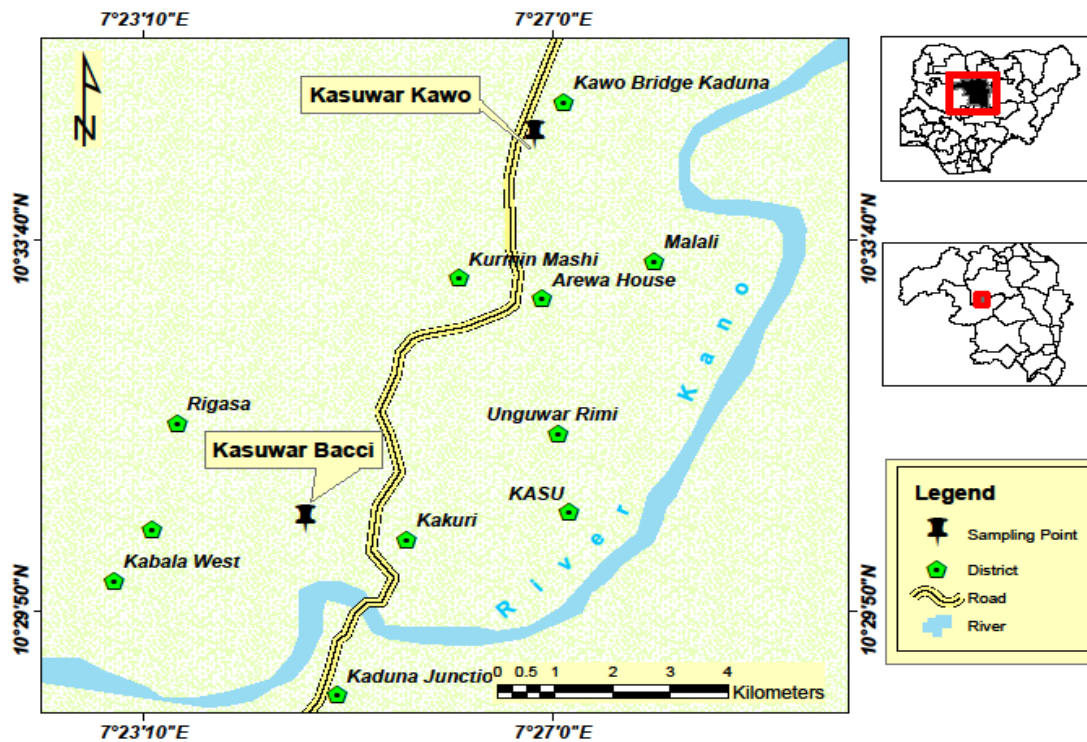 7°23'10"E
7°27'0"E
N
Kasuwar Kawo
Kawo Bridge Kaduna
10°33'40"N
10°33'40"N
Malali
Kurmin Mashi
Arewa House
River Kano
Rigasa
Unguwar Rimi
Kasuwar Bacci
KASU
Kakuri
Kabala West
10°29'50"N
10°29'50"N
Kaduna Junctio
0 0.5 1 2 3 4
Kilometers
7°23'10"E
7°27'0"E
Legend
Sampling Point
District
Road
River